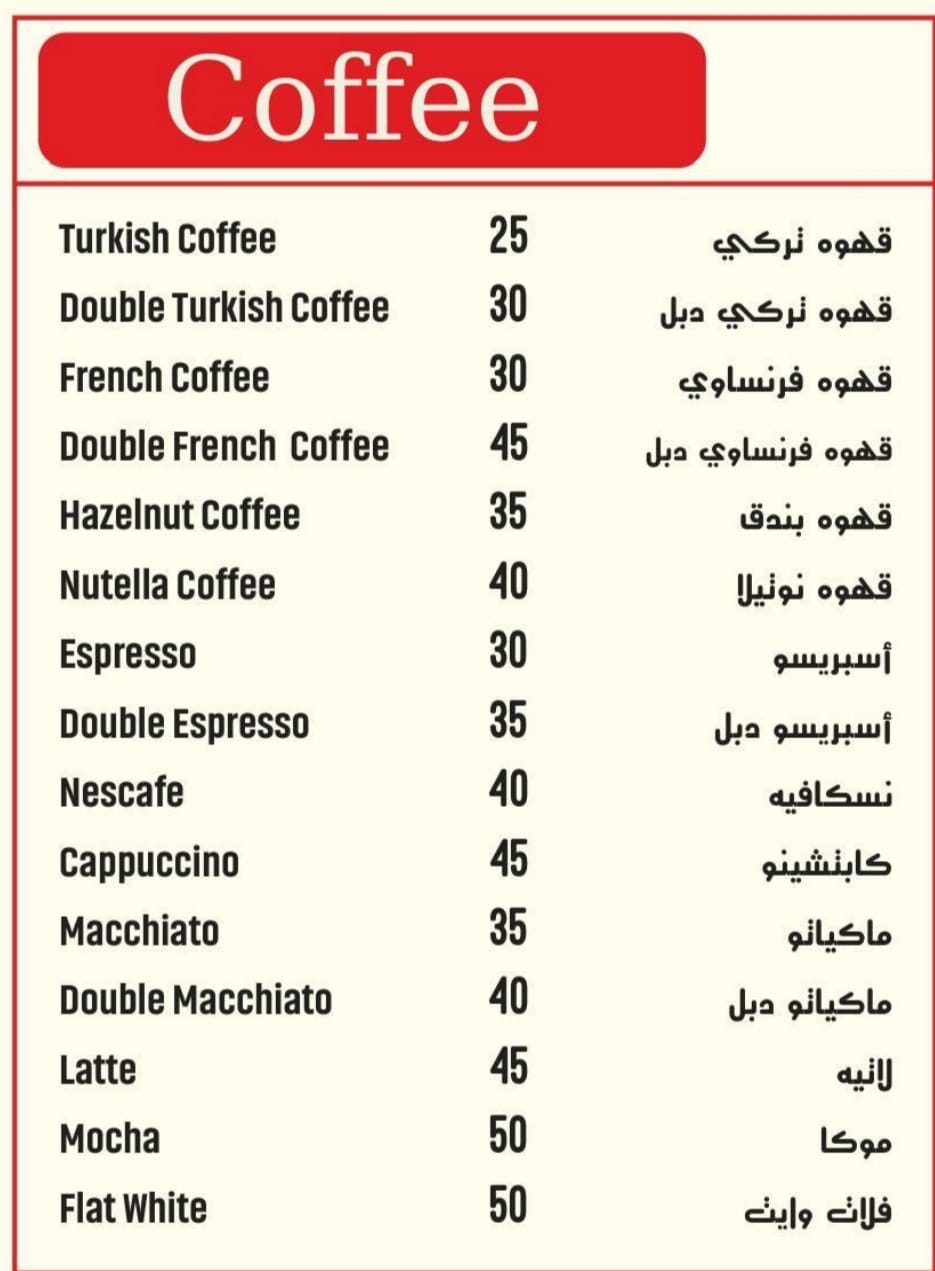 Coffee
Turkish Coffee 25 قهوه تركي
Double Turkish Coffee 30 قهوه تركي دبل
French Coffee 30 قهوه فرنساوي
Double French Coffee 45 قهوه فرنساوي دبل
Hazelnut Coffee 35 قهوه بندق
Nutella Coffee 40 قهوه نوتيلا
Espresso 30 أسبريسو
Double Espresso 35 أسبريسو دبل
Nescafe 40 نسكافيه
Cappuccino 45 كابتشينو
Macchiato 35 ماكياتو
Double Macchiato 40 ماكياتو دبل
Latte 45 لاتيه
Mocha 50 موكا
Flat White 50 فلات وايت